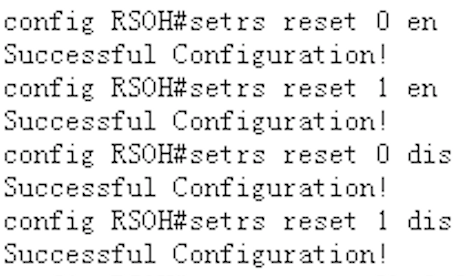 config RSOH#setrs reset 0 en
Successful Configuration!
config RSOH#setrs reset 1 en
Successful Configuration!
config RSOH#setrs reset 0 dis
Successful Configuration!
config RSOH#setrs reset 1 dis
Successful Configuration!